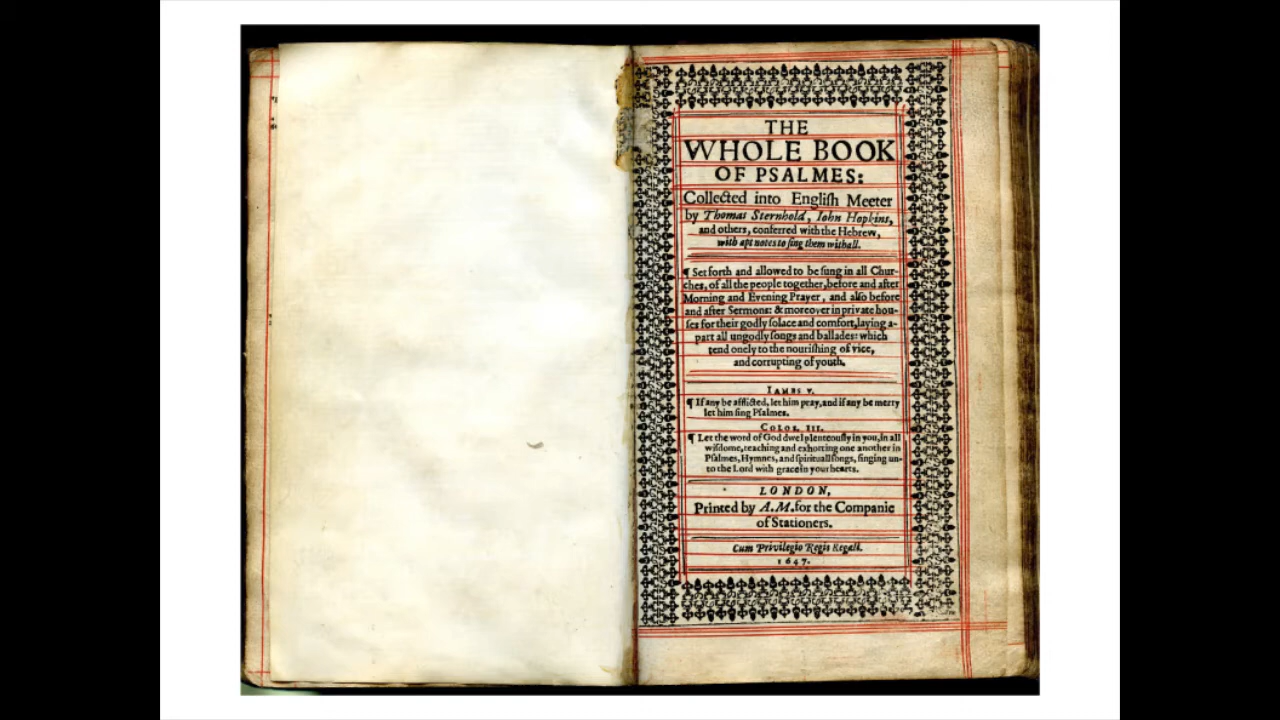 THE
WHOLE BOOK
OF PSALMES:
Collected into Engliſh Meeter
by Thomas Sternhold, Iohn Hopkins,
and others, conferred with the Hebrew,
with apt notes to ſing them withall.
¶ Set forth and allowed to be ſung in all Chur-
ches, of all the people together, before and after
Morning and Evening Prayer, and alſo before
and after Sermons: & moreover in private hou-
ſes for their godly ſolace and comfort, laying a-
part all ungodly ſongs and ballades: which
tend onely to the nouriſhing of vice,
and corrupting of youth.
IAMES V.
¶ If any be afflicted, let him pray, and if any be merry
let him ſing Pſalmes.
COLOS. III.
¶ Let the word of God dwel plenteouſly in you, in all
wiſdome, teaching and exhorting one another in
Pſalmes, Hymnes, and ſpirituall ſongs, ſinging un-
to the Lord with grace in your hearts.
LONDON,
Printed by A.M. for the Companie
of Stationers.
Cum Privilegio Regis Regali.
1647.